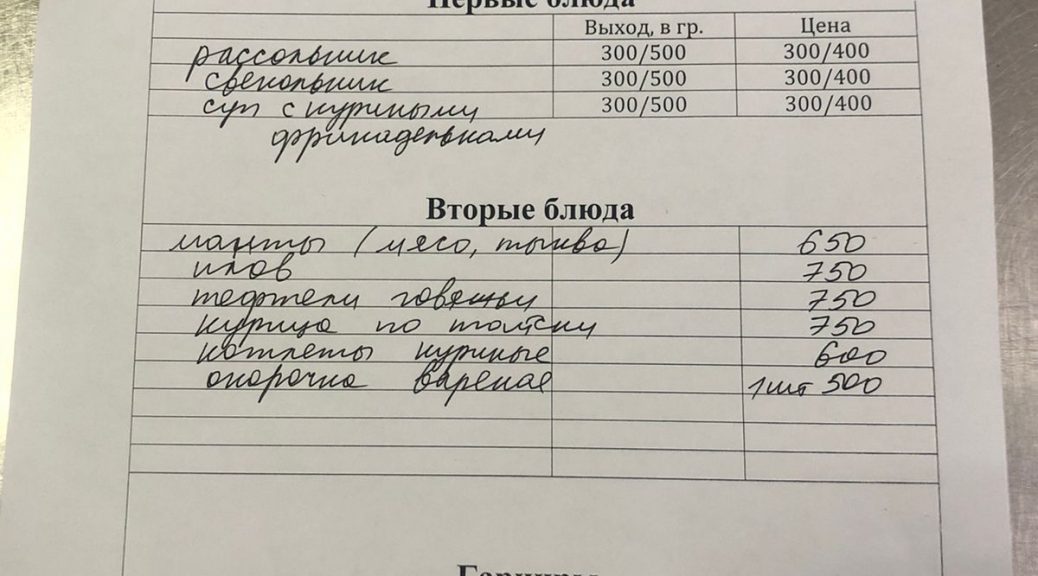 Первые блюда
Выход, в гр. Цена
рассольник 300/500 300/400
свекольник 300/500 300/400
суп с куриными 300/500 300/400
фрикадельками
Вторые блюда
манты (мясо, тыква) 650
плов 750
тефтели говяжьи 750
курица по тайски 750
котлеты куриные 600
окорочка вареная 1 шт 500
Гарниры